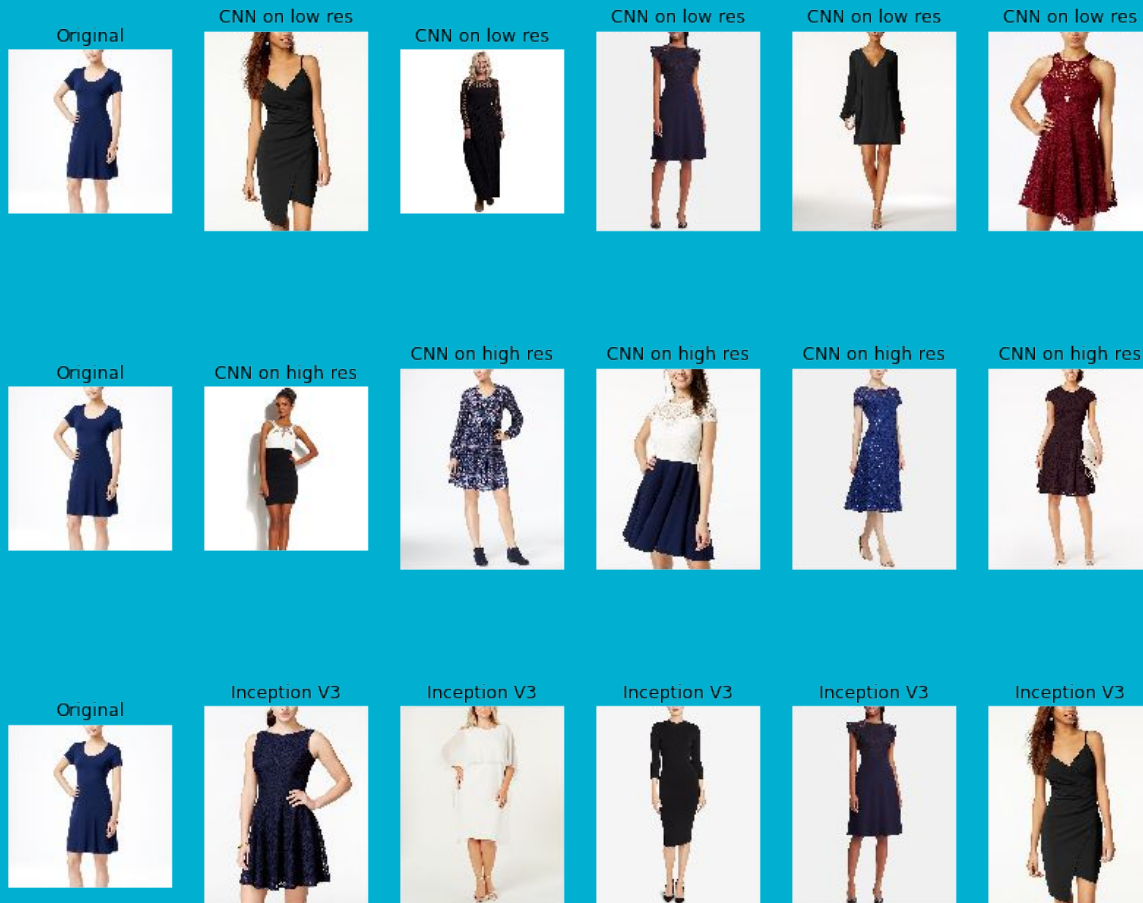 Original
CNN on low res
CNN on low res
CNN on low res
CNN on low res
CNN on low res
Original
CNN on high res
CNN on high res
CNN on high res
CNN on high res
CNN on high res
Original
Inception V3
Inception V3
Inception V3
Inception V3
Inception V3